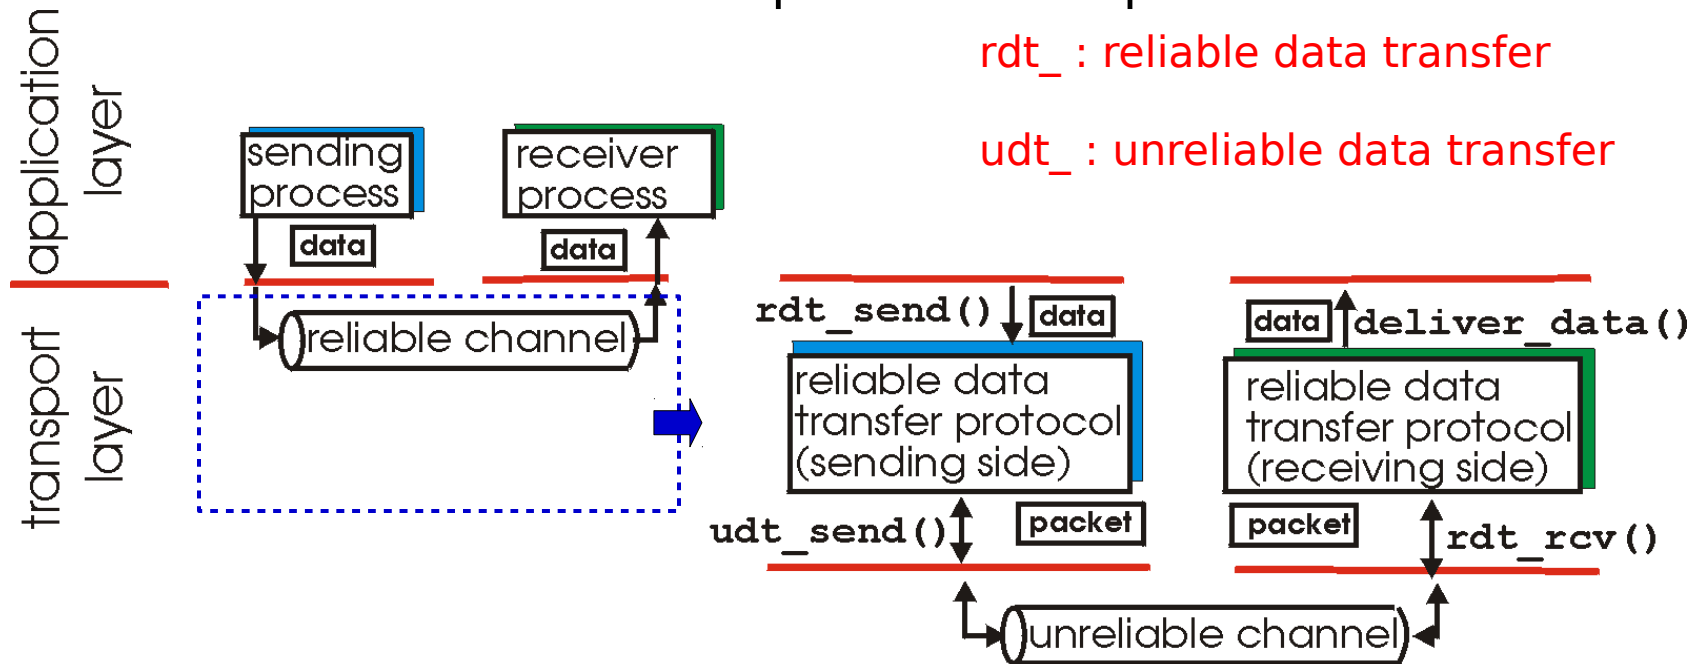 rdt_ : reliable data transfer
udt_ : unreliable data transfer
application
layer
transport
layer
sending
process
receiver
process
data
data
reliable channel
rdt_send()
data
data
deliver_data()
reliable data
transfer protocol
(sending side)
reliable data
transfer protocol
(receiving side)
udt_send()
packet
packet
rdt_rcv()
unreliable channel